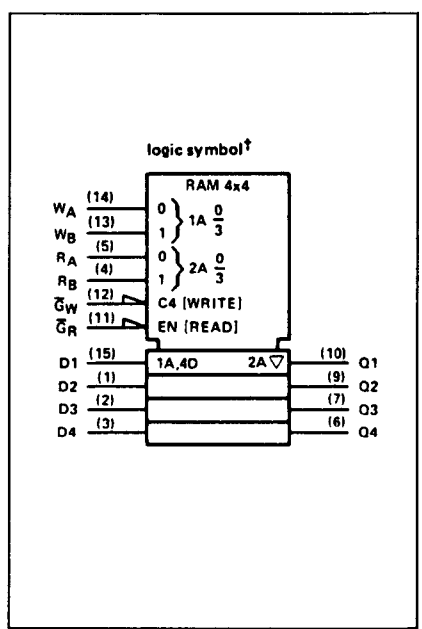 logic symbol†
RAM 4x4
WA (14) 0
WB (13) 1 } 1A 0/3
RA (5) 0
RB (4) 1 } 2A 0/3
G̅W (12) C4 [WRITE]
G̅R (11) EN [READ]
D1 (15) 1A,4D 2A ▽ (10) Q1
D2 (1) (9) Q2
D3 (2) (7) Q3
D4 (3) (6) Q4